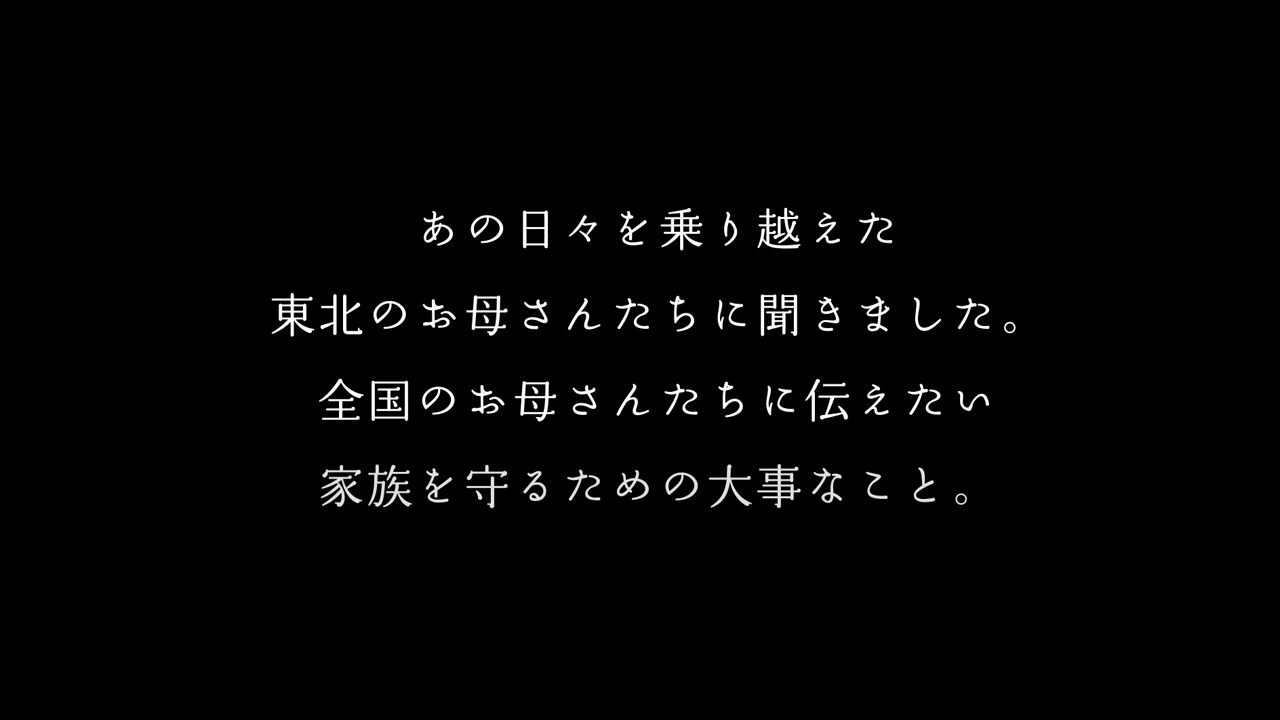 あの日々を乗り越えた
東北のお母さんたちに聞きました。
全国のお母さんたちに伝えたい
家族を守るための大事なこと。